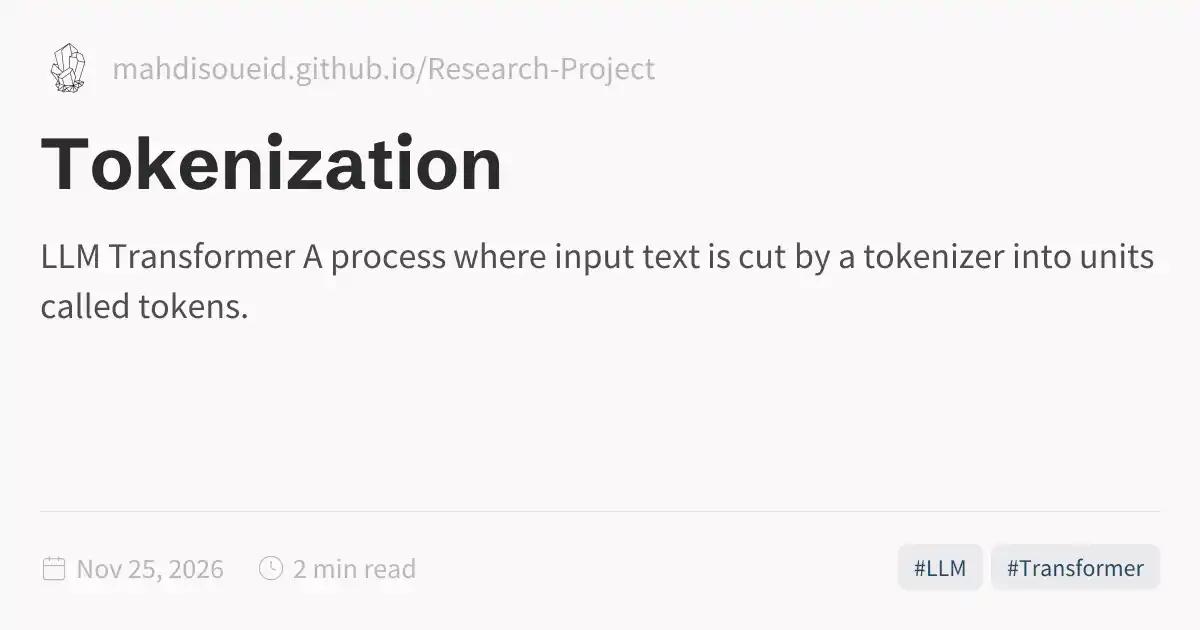 mahdisoueid.github.io/Research-Project
Tokenization
LLM Transformer A process where input text is cut by a tokenizer into units
called tokens.
Nov 25, 2026
2 min read
#LLM
#Transformer